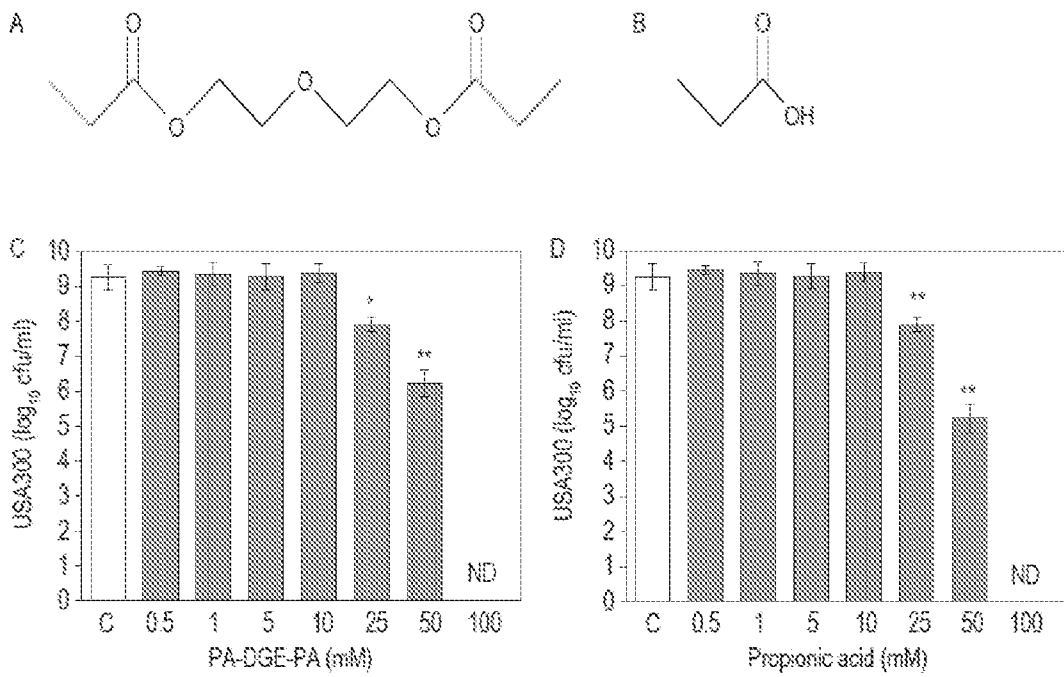 A
B
O
O
O
O
O
O
OH
C
D
10
9
8
7
6
5
4
3
2
1
0
USA300 (log₁₀ cfu/ml)
*
**
ND
C 0.5 1 5 10 25 50 100
PA-DGE-PA (mM)
10
9
8
7
6
5
4
3
2
1
0
USA300 (log₁₀ cfu/ml)
**
**
ND
C 0.5 1 5 10 25 50 100
Propionic acid (mM)